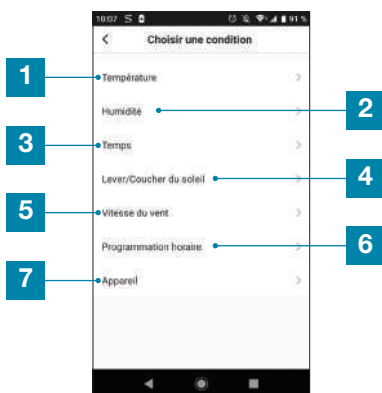 10:07 91 %
Choisir une condition
1 Température
Humidité 2
3 Temps
Lever/Coucher du soleil 4
5 Vitesse du vent
Programmation horaire 6
7 Appareil